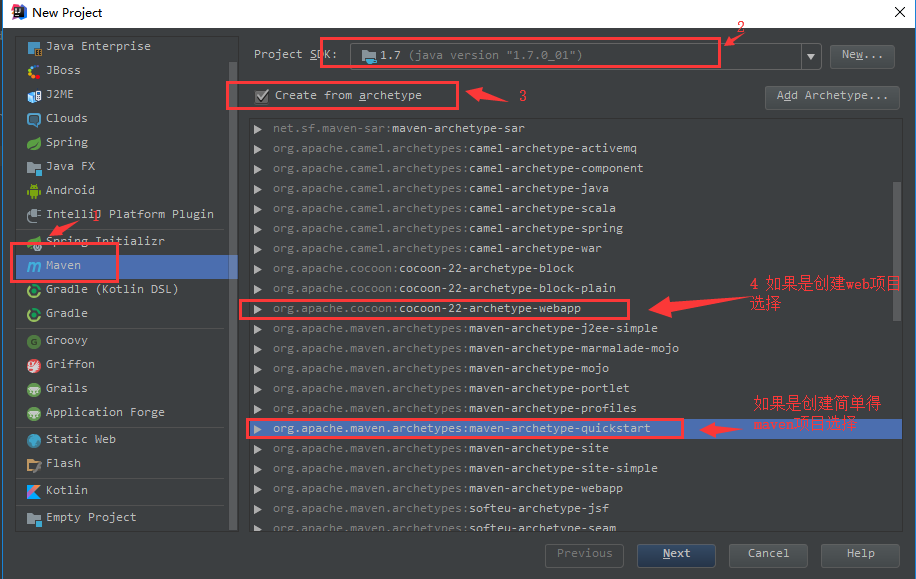 New Project
Java Enterprise
JBoss
J2ME
Clouds
Spring
Java FX
Android
IntelliJ Platform Plugin
Spring Initializr
Maven
Gradle (Kotlin DSL)
Gradle
Groovy
Griffon
Grails
Application Forge
Static Web
Flash
Kotlin
Empty Project
1
2
Project SDK: 1.7 (java version "1.7.0_01") New...
Create from archetype 3 Add Archetype...
net.sf.maven-sar:maven-archetype-sar
org.apache.camel.archetypes:camel-archetype-activemq
org.apache.camel.archetypes:camel-archetype-component
org.apache.camel.archetypes:camel-archetype-java
org.apache.camel.archetypes:camel-archetype-scala
org.apache.camel.archetypes:camel-archetype-spring
org.apache.camel.archetypes:camel-archetype-war
org.apache.cocoon:cocoon-22-archetype-block
org.apache.cocoon:cocoon-22-archetype-block-plain
org.apache.cocoon:cocoon-22-archetype-webapp
org.apache.maven.archetypes:maven-archetype-j2ee-simple
org.apache.maven.archetypes:maven-archetype-marmalade-mojo
org.apache.maven.archetypes:maven-archetype-mojo
org.apache.maven.archetypes:maven-archetype-portlet
org.apache.maven.archetypes:maven-archetype-profiles
org.apache.maven.archetypes:maven-archetype-quickstart
org.apache.maven.archetypes:maven-archetype-site
org.apache.maven.archetypes:maven-archetype-site-simple
org.apache.maven.archetypes:maven-archetype-webapp
org.apache.maven.archetypes:softeu-archetype-jsf
org.apache.maven.archetypes:softeu-archetype-seam
4 如果是创建web项目
选择
如果是创建简单得
maven项目选择
Previous Next Cancel Help